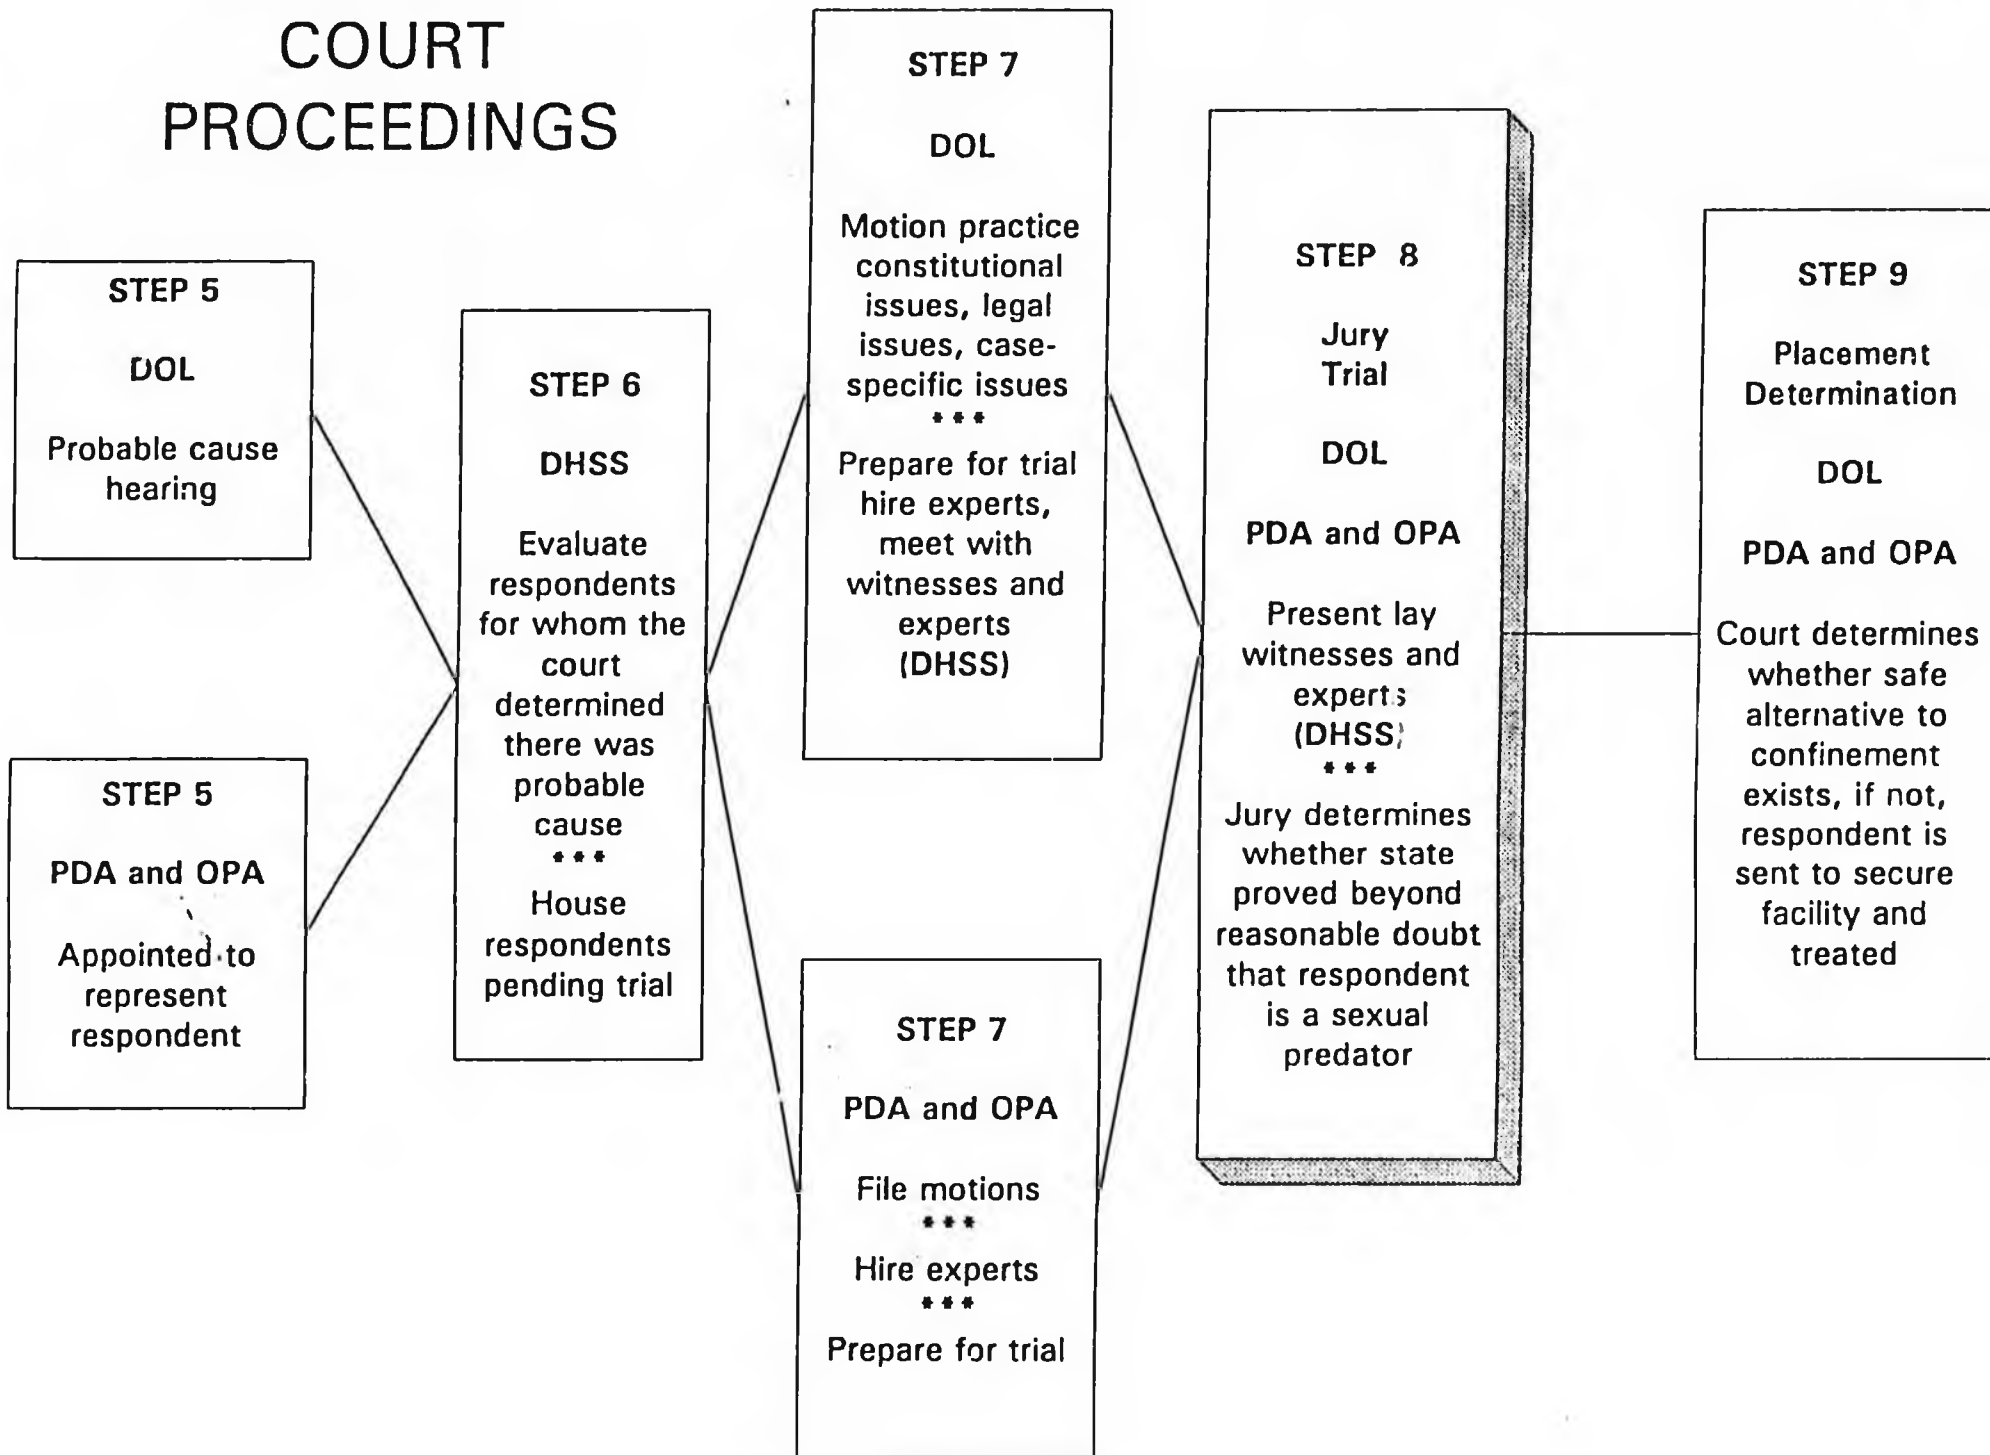 COURT
PROCEEDINGS
STEP 5
DOL
Probable cause
hearing
STEP 5
PDA and OPA
Appointed to
represent
respondent
STEP 6
DHSS
Evaluate
respondents
for whom the
court
determined
there was
probable
cause
***
House
respondents
pending trial
STEP 7
DOL
Motion practice
constitutional
issues, legal
issues, case-
specific issues
***
Prepare for trial
hire experts,
meet with
witnesses and
experts
(DHSS)
STEP 7
PDA and OPA
File motions
***
Hire experts
***
Prepare for trial
STEP 8
Jury
Trial
DOL
PDA and OPA
Present lay
witnesses and
experts
(DHSS)
***
Jury determines
whether state
proved beyond
reasonable doubt
that respondent
is a sexual
predator
STEP 9
Placement
Determination
DOL
PDA and OPA
Court determines
whether safe
alternative to
confinement
exists, if not,
respondent is
sent to secure
facility and
treated